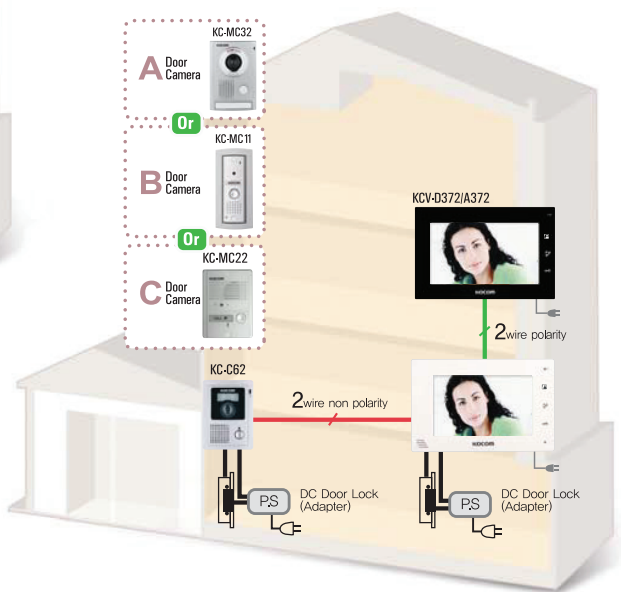 KC-MC32
A Door
Camera
Or
KC-MC11
B Door
Camera
Or
KC-MC22
C Door
Camera
KOCOM
KCV-D372/A372
KOCOM
2wire polarity
KC-C62
2wire non polarity
KOCOM
P.S
DC Door Lock
(Adapter)
P.S
DC Door Lock
(Adapter)